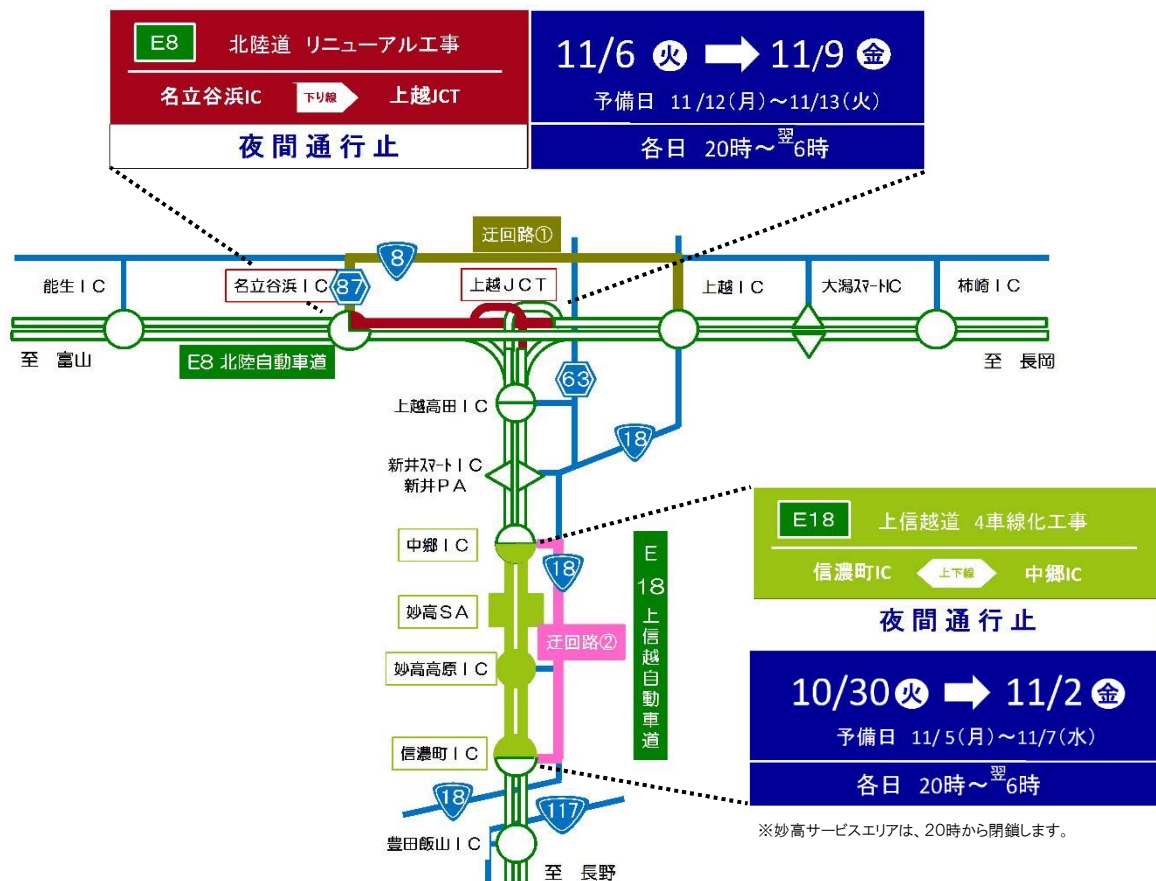 E8 北陸道 リニューアル工事
名立谷浜IC 下り線 上越JCT
夜間通行止
11/6 火 11/9 金
予備日 11/12(月)～11/13(火)
各日 20時～翌6時
迂回路①
8
能生IC
名立谷浜IC
87
上越JCT
上越IC
大潟ｽﾏｰﾄIC
柿崎IC
至 富山
E8 北陸自動車道
至 長岡
63
上越高田IC
18
新井ｽﾏｰﾄIC
新井PA
中郷IC
18
妙高SA
迂回路②
妙高高原IC
信濃町IC
E18上信越自動車道
18
117
豊田飯山IC
至 長野
E18 上信越道 4車線化工事
信濃町IC 上下線 中郷IC
夜間通行止
10/30 火 11/2 金
予備日 11/5(月)～11/7(水)
各日 20時～翌6時
※妙高サービスエリアは、20時から閉鎖します。